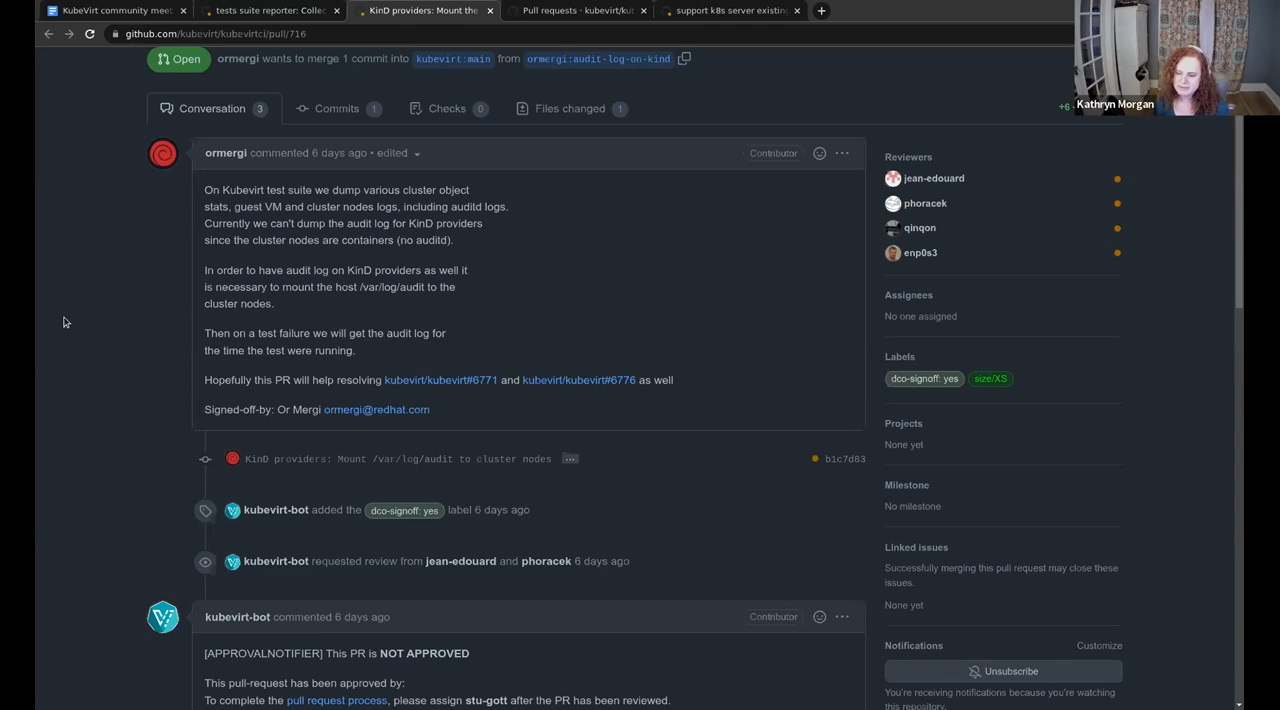 KubeVirt community meet
tests suite reporter: Collec
KinD providers: Mount the
Pull requests · kubevirt/kub
support k8s server existing
github.com/kubevirt/kubevirtci/pull/716
Kathryn Morgan
Open
ormergi wants to merge 1 commit into kubevirt:main from ormergi:audit-log-on-kind
Conversation 3
Commits 1
Checks 0
Files changed 1
+6
ormergi commented 6 days ago • edited
Contributor
On Kubevirt test suite we dump various cluster object
stats, guest VM and cluster nodes logs, including auditd logs.
Currently we can't dump the audit log for KinD providers
since the cluster nodes are containers (no auditd).
In order to have audit log on KinD providers as well it
is necessary to mount the host /var/log/audit to the
cluster nodes.
Then on a test failure we will get the audit log for
the time the test were running.
Hopefully this PR will help resolving kubevirt/kubevirt#6771 and kubevirt/kubevirt#6776 as well
Signed-off-by: Or Mergi ormergi@redhat.com
KinD providers: Mount /var/log/audit to cluster nodes
b1c7d83
kubevirt-bot added the dco-signoff: yes label 6 days ago
kubevirt-bot requested review from jean-edouard and phoracek 6 days ago
kubevirt-bot commented 6 days ago
Contributor
[APPROVALNOTIFIER] This PR is NOT APPROVED
This pull-request has been approved by:
To complete the pull request process, please assign stu-gott after the PR has been reviewed.
Reviewers
jean-edouard
phoracek
qinqon
enp0s3
Assignees
No one assigned
Labels
dco-signoff: yes
size/XS
Projects
None yet
Milestone
No milestone
Linked issues
Successfully merging this pull request may close these
issues.
None yet
Notifications
Customize
Unsubscribe
You're receiving notifications because you're watching
this repository.